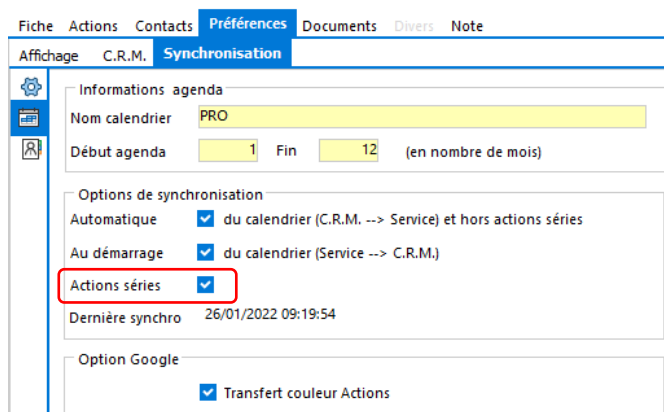 Fiche Actions Contacts Préférences Documents Divers Note
Affichage C.R.M. Synchronisation
Informations agenda
Nom calendrier PRO
Début agenda 1 Fin 12 (en nombre de mois)
Options de synchronisation
Automatique du calendrier (C.R.M. --> Service) et hors actions séries
Au démarrage du calendrier (Service --> C.R.M.)
Actions séries
Dernière synchro 26/01/2022 09:19:54
Option Google
Transfert couleur Actions